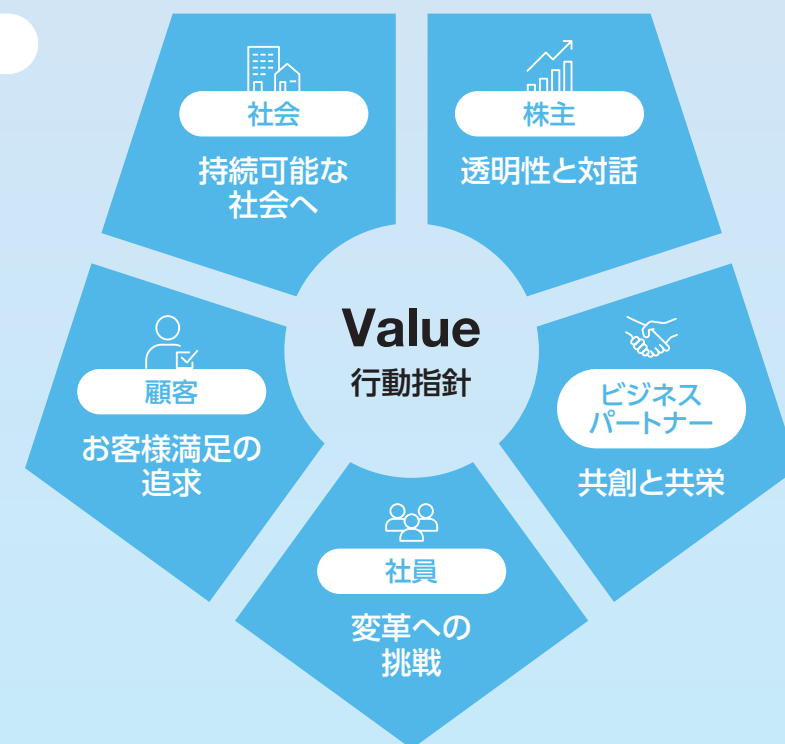 社会
持続可能な
社会へ
株主
透明性と対話
Value
行動指針
顧客
お客様満足の
追求
ビジネス
パートナー
共創と共栄
社員
変革への
挑戦